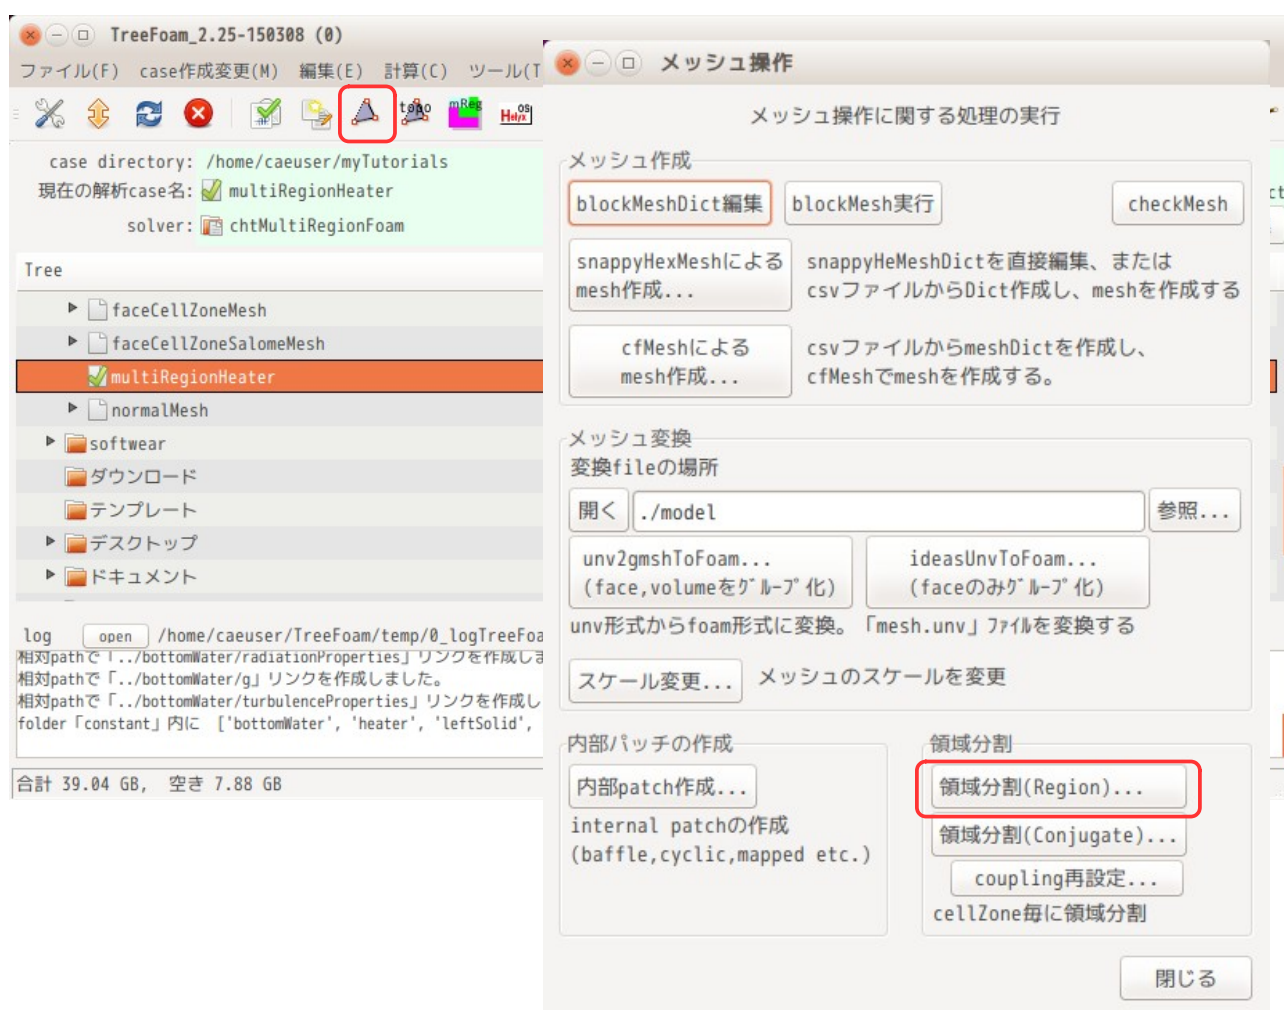 TreeFoam_2.25-150308 (0)
ファイル(F) case作成変更(M) 編集(E) 計算(C) ツール(T
topo mReg Helyx OS
case directory: /home/caeuser/myTutorials
現在の解析case名: multiRegionHeater
solver: chtMultiRegionFoam
Tree
faceCellZoneMesh
faceCellZoneSalomeMesh
multiRegionHeater
normalMesh
softwear
ダウンロード
テンプレート
デスクトップ
ドキュメント
log open /home/caeuser/TreeFoam/temp/0_logTreeFoa
相対pathで「../bottomWater/radiationProperties」リンクを作成しま
相対pathで「../bottomWater/g」リンクを作成しました。
相対pathで「../bottomWater/turbulenceProperties」リンクを作成し
folder「constant」内に ['bottomWater', 'heater', 'leftSolid',
合計 39.04 GB, 空き 7.88 GB
メッシュ操作
メッシュ操作に関する処理の実行
メッシュ作成
blockMeshDict編集 blockMesh実行 checkMesh
snappyHexMeshによる
mesh作成...
snappyHeMeshDictを直接編集、または
csvファイルからDict作成し、meshを作成する
cfMeshによる
mesh作成...
csvファイルからmeshDictを作成し、
cfMeshでmeshを作成する。
メッシュ変換
変換fileの場所
開く ./model 参照...
unv2gmshToFoam...
(face,volumeをｸﾞﾙｰﾌﾟ化)
ideasUnvToFoam...
(faceのみｸﾞﾙｰﾌﾟ化)
unv形式からfoam形式に変換。「mesh.unv」ﾌｧｲﾙを変換する
スケール変更... メッシュのスケールを変更
内部パッチの作成
内部patch作成...
internal patchの作成
(baffle,cyclic,mapped etc.)
領域分割
領域分割(Region)...
領域分割(Conjugate)...
coupling再設定...
cellZone毎に領域分割
閉じる
ct